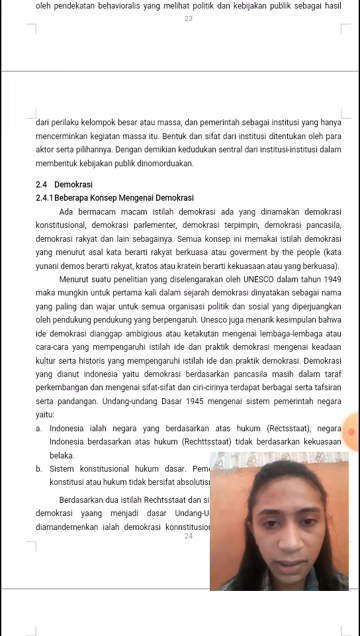 oleh pendekatan behavioralis yang melihat politik dan kebijakan publik sebagai hasil
23
dari perilaku kelompok besar atau massa, dan pemerintah sebagai institusi yang hanya
mencerminkan kegiatan massa itu. Bentuk dan sifat dari institusi ditentukan oleh para
aktor serta pilihannya. Dengan demikian kedudukan sentral dari institusi-institusi dalam
membentuk kebijakan publik dinomorduakan.
2.4 Demokrasi
2.4.1 Beberapa Konsep Mengenai Demokrasi
Ada bermacam macam istilah demokrasi ada yang dinamakan demokrasi
konstitusional, demokrasi parlementer, demokrasi terpimpin, demokrasi pancasila,
demokrasi rakyat dan lain sebagainya. Semua konsep ini memakai istilah demokrasi
yang menurut asal kata berarti rakyat berkuasa atau goverment by the people (kata
yunani demos berarti rakyat, kratos atau kratein berarti kekuasaan atau yang berkuasa).
Menurut suatu penelitian yang diselengarakan oleh UNESCO dalam tahun 1949
maka mungkin untuk pertama kali dalam sejarah demokrasi dinyatakan sebagai nama
yang paling dan wajar untuk semua organisasi politik dan sosial yang diperjuangkan
oleh pendukung pendukung yang berpengaruh. Unesco juga menarik kesimpulan bahwa
ide demokrasi dianggap ambigious atau ketakutan mengenai lembaga-lembaga atau
cara-cara yang mempengaruhi istilah ide dan praktik demokrasi mengenai keadaan
kultur serta historis yang mempengaruhi istilah ide dan praktik demokrasi. Demokrasi
yang dianut indonesia yaitu demokrasi berdasarkan pancasila masih dalam taraf
perkembangan dan mengenai sifat-sifat dan ciri-cirinya terdapat berbagai serta tafsiran
serta pandangan. Undang-undang Dasar 1945 mengenai sistem pemerintah negara
yaitu:
a. Indonesia ialah negara yang berdasarkan atas hukum (Rectsstaat), negara
Indonesia berdasarkan atas hukum (Rechttsstaat) tidak berdasarkan kekuasaan
belaka.
b. Sistem konstitusional hukum dasar.
konstitusi atau hukum tidak bersifat
Berdasarkan dua istilah Rechtsstaat dan
demokrasi yaang menjadi dasar
diamandemenkan ialah demokrasi
24